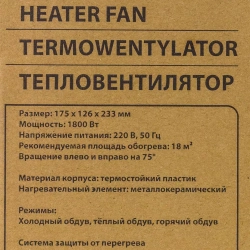 HEATER FAN
TERMOWENTYLATOR
ТЕПЛОВЕНТИЛЯТОР
Размер: 175 x 126 x 233 мм
Мощность: 1800 Вт
Напряжение питания: 220 В, 50 Гц
Рекомендуемая площадь обогрева: 18 м³
Вращение влево и вправо на 75°
Материал корпуса: термостойкий пластик
Нагревательный элемент: металлокерамический
Режимы:
Холодный обдув, тёплый обдув, горячий обдув
Система защиты от перегрева